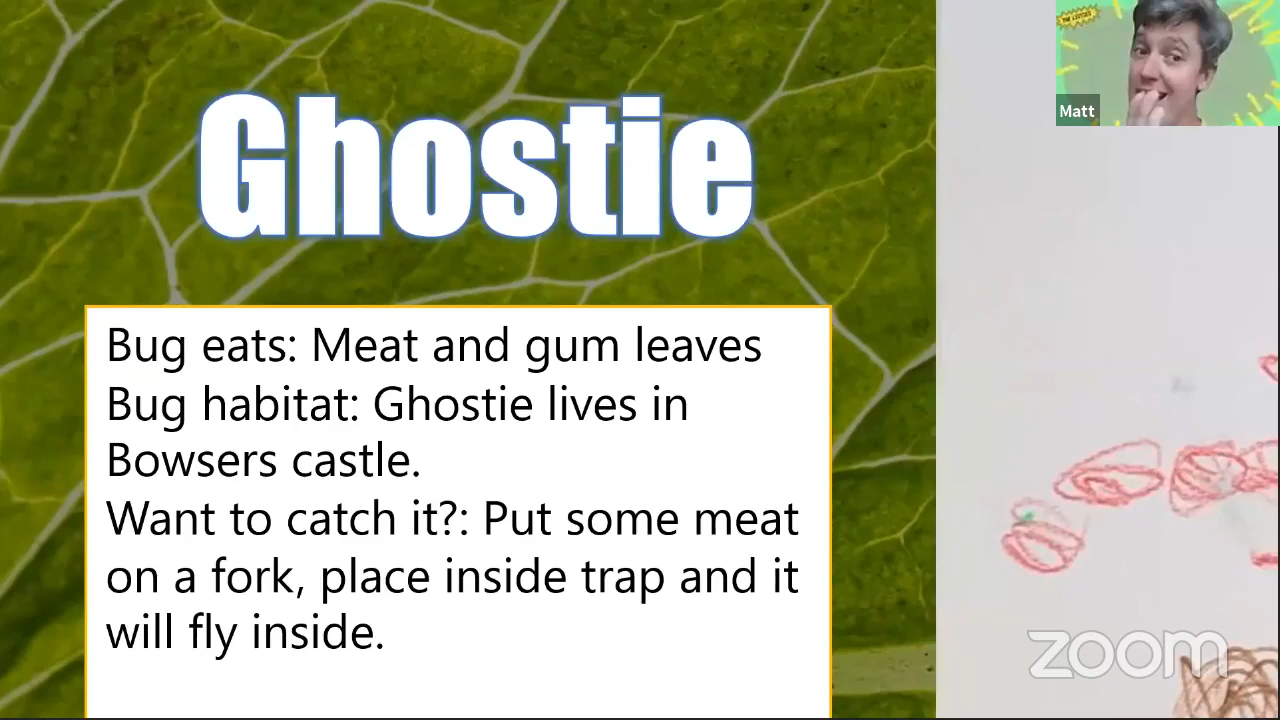 Ghostie
Matt
Bug eats: Meat and gum leaves
Bug habitat: Ghostie lives in
Bowsers castle.
Want to catch it?: Put some meat
on a fork, place inside trap and it
will fly inside.
zoom